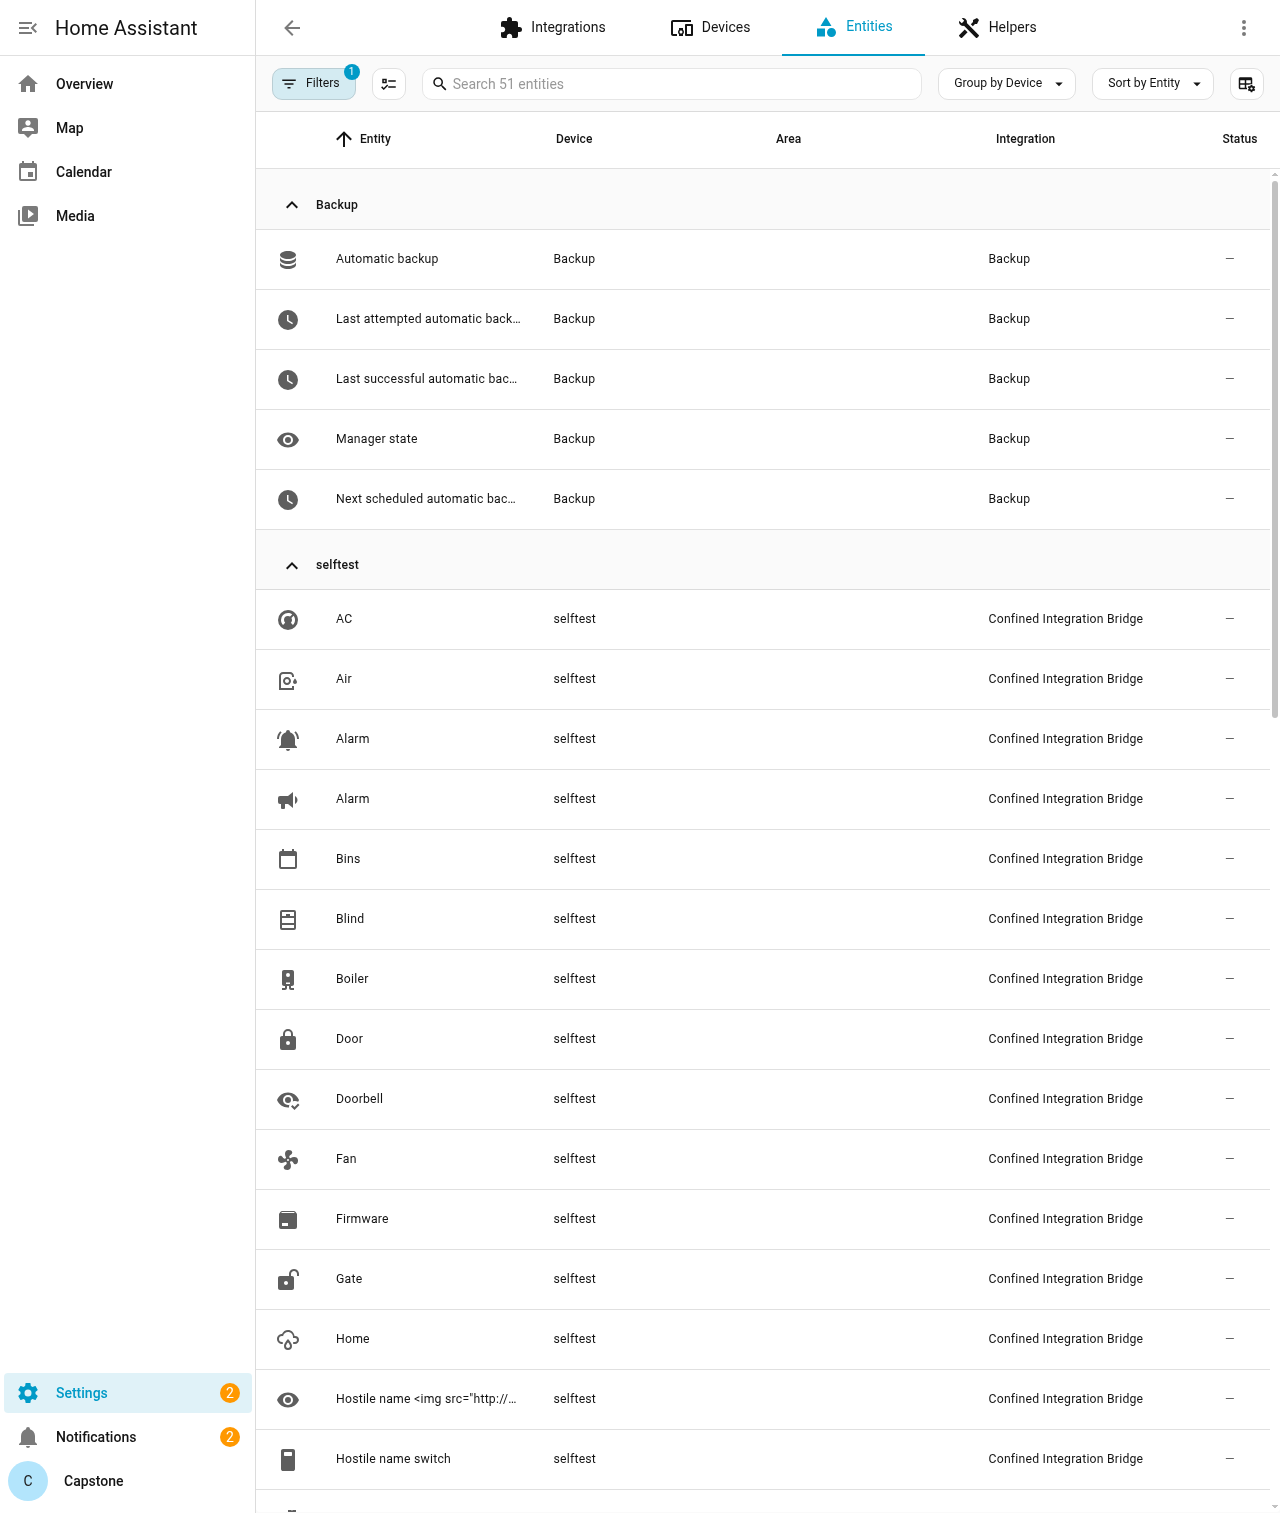 Home Assistant
Integrations
Devices
Entities
Helpers
Overview
Map
Calendar
Media
Filters
1
Search 51 entities
Group by Device
Sort by Entity
Entity Device Area Integration Status
Backup
Automatic backup Backup Backup —
Last attempted automatic back… Backup Backup —
Last successful automatic bac… Backup Backup —
Manager state Backup Backup —
Next scheduled automatic bac… Backup Backup —
selftest
AC selftest Confined Integration Bridge —
Air selftest Confined Integration Bridge —
Alarm selftest Confined Integration Bridge —
Alarm selftest Confined Integration Bridge —
Bins selftest Confined Integration Bridge —
Blind selftest Confined Integration Bridge —
Boiler selftest Confined Integration Bridge —
Door selftest Confined Integration Bridge —
Doorbell selftest Confined Integration Bridge —
Fan selftest Confined Integration Bridge —
Firmware selftest Confined Integration Bridge —
Gate selftest Confined Integration Bridge —
Home selftest Confined Integration Bridge —
Hostile name <img src="http://… selftest Confined Integration Bridge —
Hostile name switch selftest Confined Integration Bridge —
Settings 2
Notifications 2
C Capstone